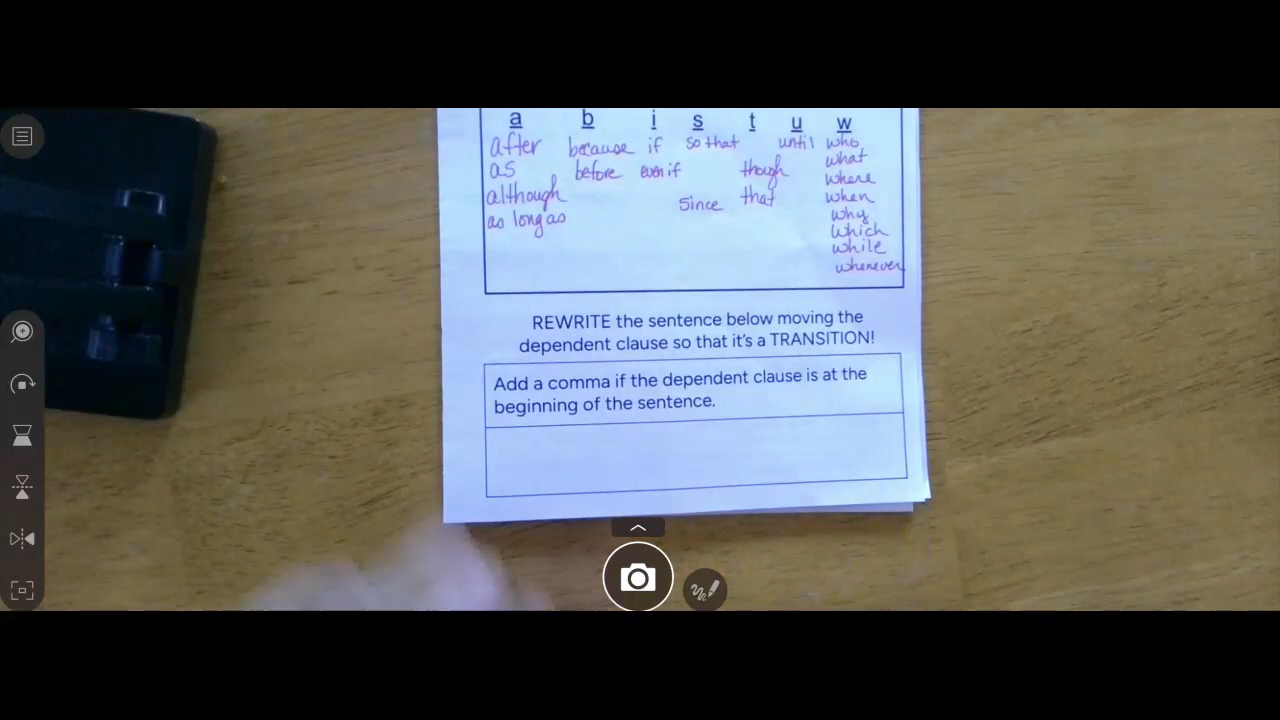 a b i s t u w
after because if so that until who
as before even if though what
although since that where
as long as when
why
which
while
whenever
REWRITE the sentence below moving the
dependent clause so that it's a TRANSITION!
Add a comma if the dependent clause is at the
beginning of the sentence.